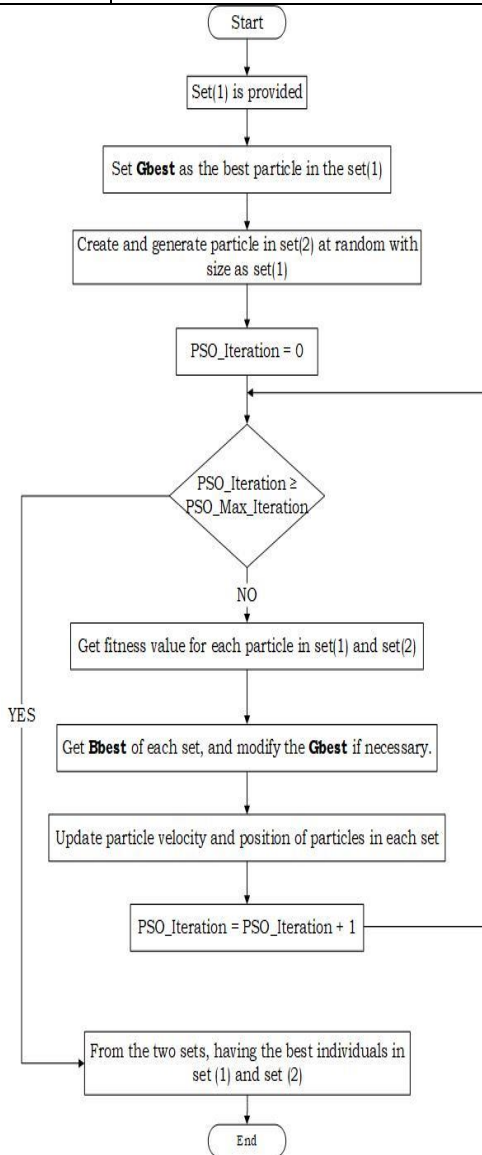 Start
Set(1) is provided
Set Gbest as the best particle in the set(1)
Create and generate particle in set(2) at random with
size as set(1)
PSO_Iteration = 0
PSO_Iteration ≥
PSO_Max_Iteration
NO
Get fitness value for each particle in set(1) and set(2)
YES
Get Bbest of each set, and modify the Gbest if necessary.
Update particle velocity and position of particles in each set
PSO_Iteration = PSO_Iteration + 1
From the two sets, having the best individuals in
set (1) and set (2)
End